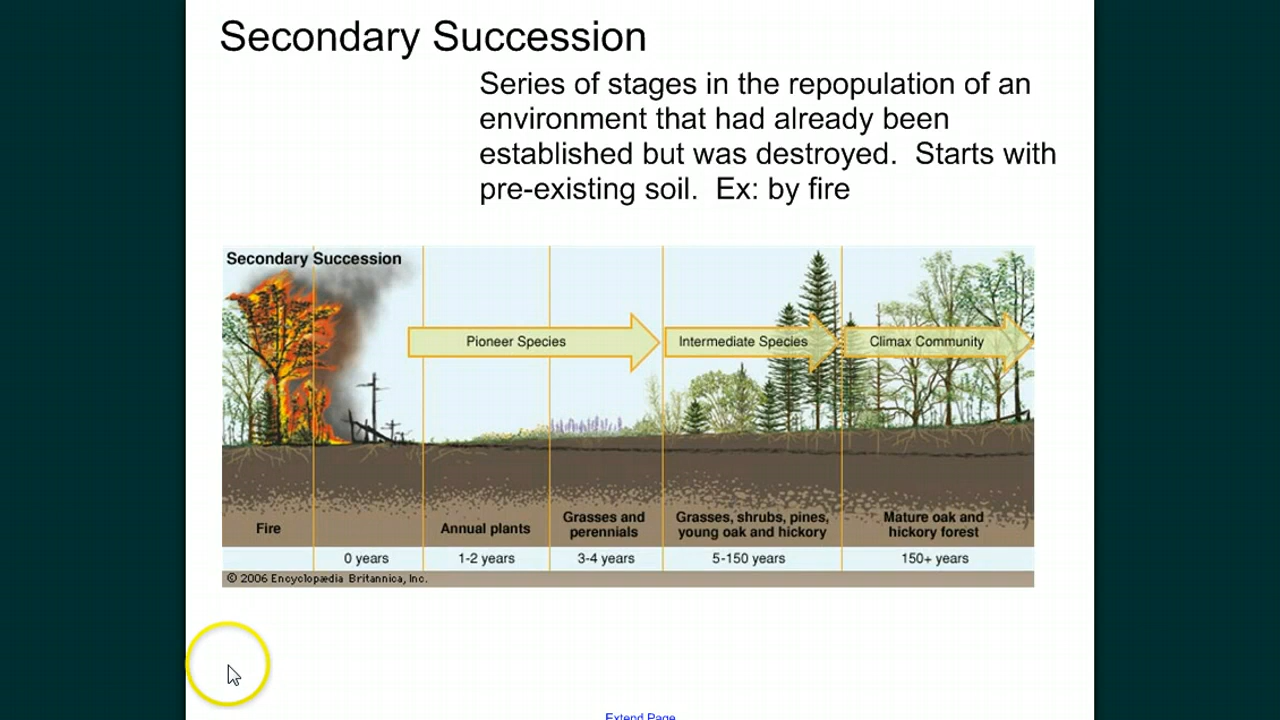 Secondary Succession
Series of stages in the repopulation of an
environment that had already been
established but was destroyed.  Starts with
pre-existing soil.  Ex: by fire
Secondary Succession
Pioneer Species
Intermediate Species
Climax Community
Fire
Annual plants
Grasses and
perennials
Grasses, shrubs, pines,
young oak and hickory
Mature oak and
hickory forest
0 years
1-2 years
3-4 years
5-150 years
150+ years
© 2006 Encyclopædia Britannica, Inc.
Extend Page